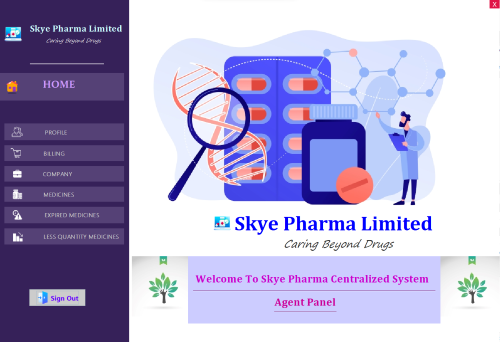 X
Skye Pharma Limited
Caring Beyond Drugs
HOME
PROFILE
BILLING
COMPANY
MEDICINES
EXPIRED MEDICINES
LESS QUANTITY MEDICINES
Sign Out
Skye Pharma Limited
Caring Beyond Drugs
Welcome To Skye Pharma Centralized System
Agent Panel